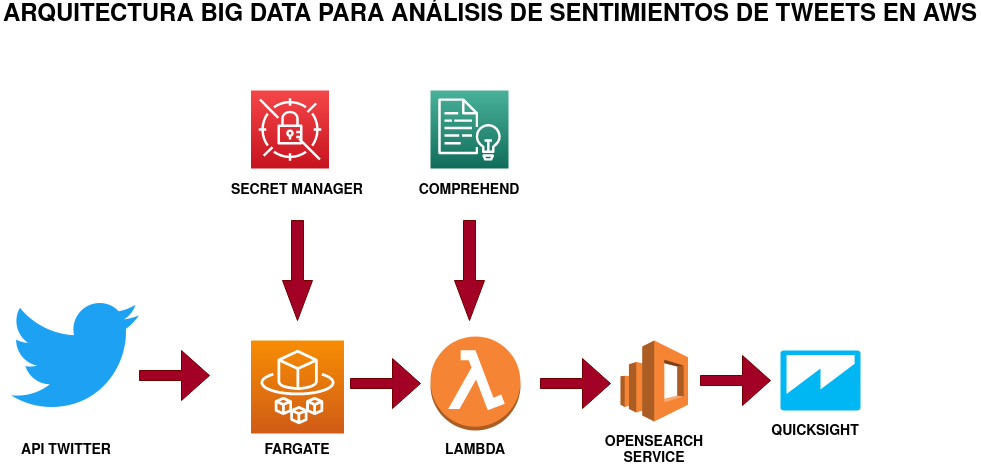 ARQUITECTURA BIG DATA PARA ANÁLISIS DE SENTIMIENTOS DE TWEETS EN AWS
SECRET MANAGER
COMPREHEND
API TWITTER
FARGATE
LAMBDA
OPENSEARCH
SERVICE
QUICKSIGHT